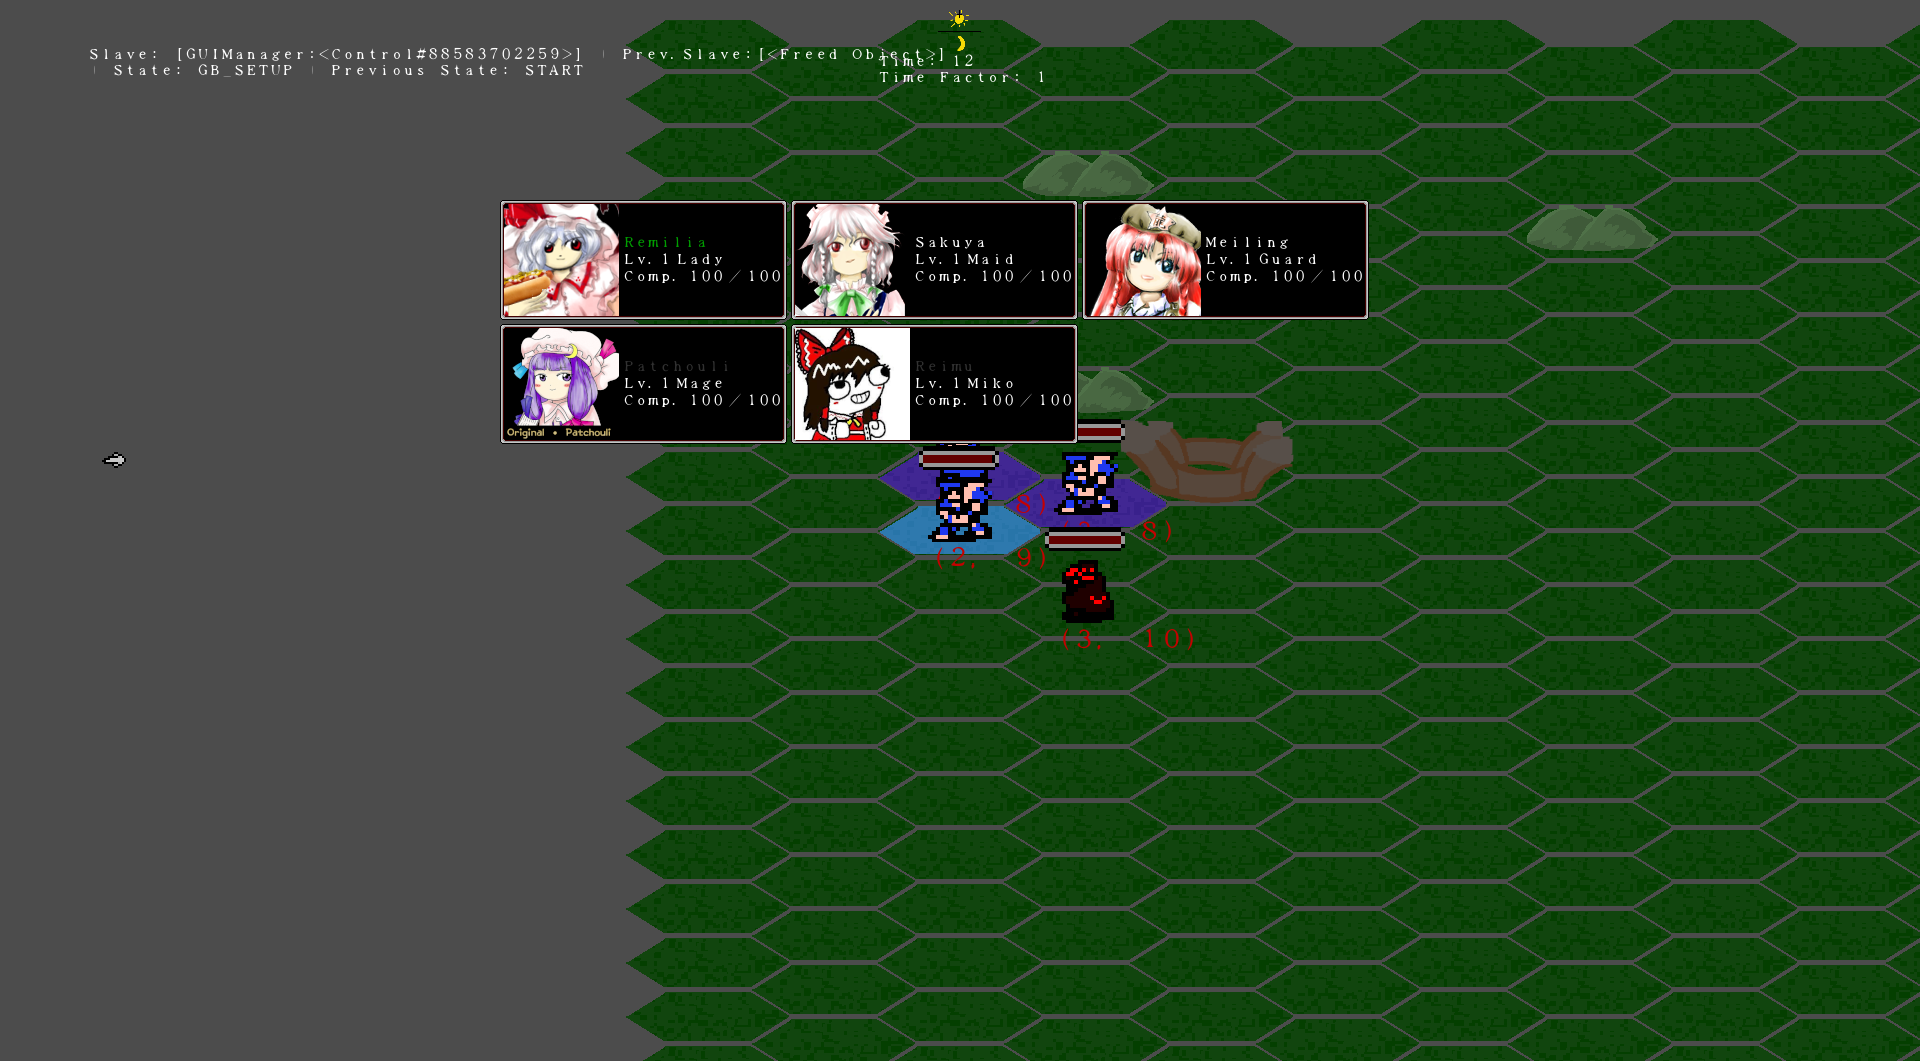 Slave: [GUIManager:<Control#88583702259>] | Prev. Slave:[<Freed Object>]
| State: GB_SETUP | Previous State: START
Time: 12
Time Factor: 1
Remilia
Lv. 1 Lady
Comp. 100/100
Sakuya
Lv. 1 Maid
Comp. 100/100
Meiling
Lv. 1 Guard
Comp. 100/100
Patchouli
Lv. 1 Mage
Comp. 100/100
Original • Patchouli
Reimu
Lv. 1 Miko
Comp. 100/100
8)
8)
(2, 9)
(3, 10)